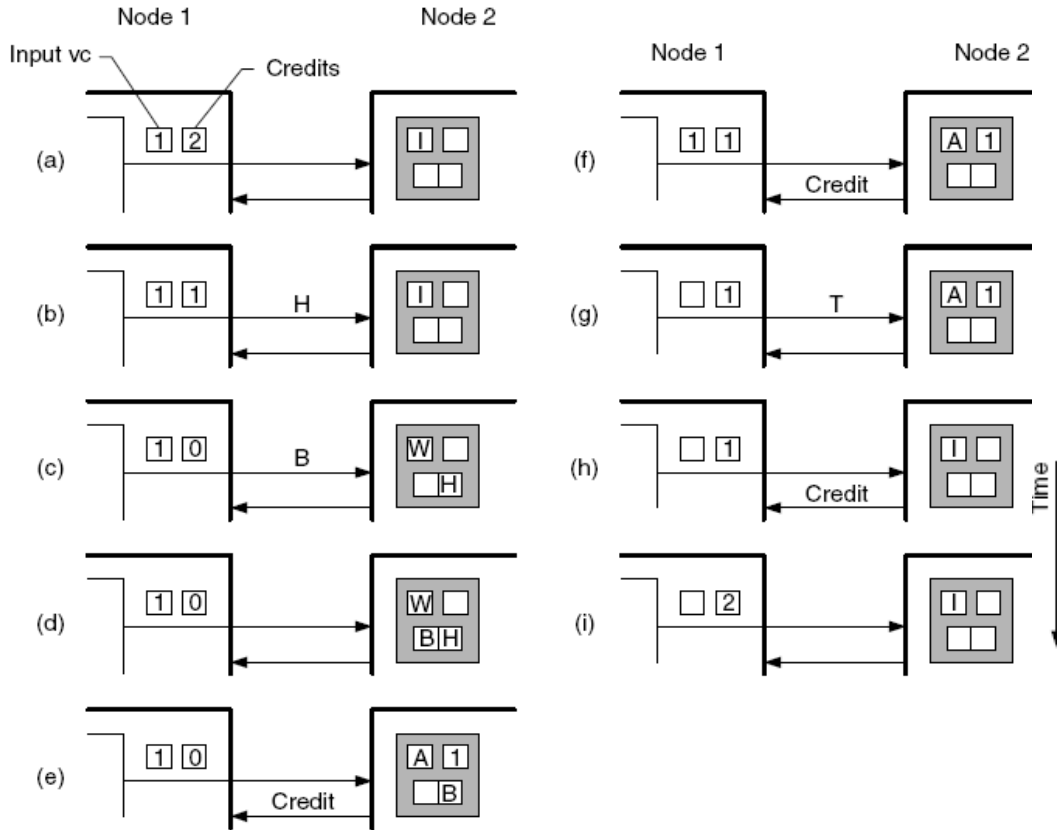 Node 1 Node 2
Input vc Credits
(a) 1 2 I
(b) 1 1 H I
(c) 1 0 B W
H
(d) 1 0 W
B H
(e) 1 0 A 1
Credit B
Node 1 Node 2
(f) 1 1 A 1
Credit
(g) 1 T A 1
(h) 1 I
Credit
Time
(i) 2 I